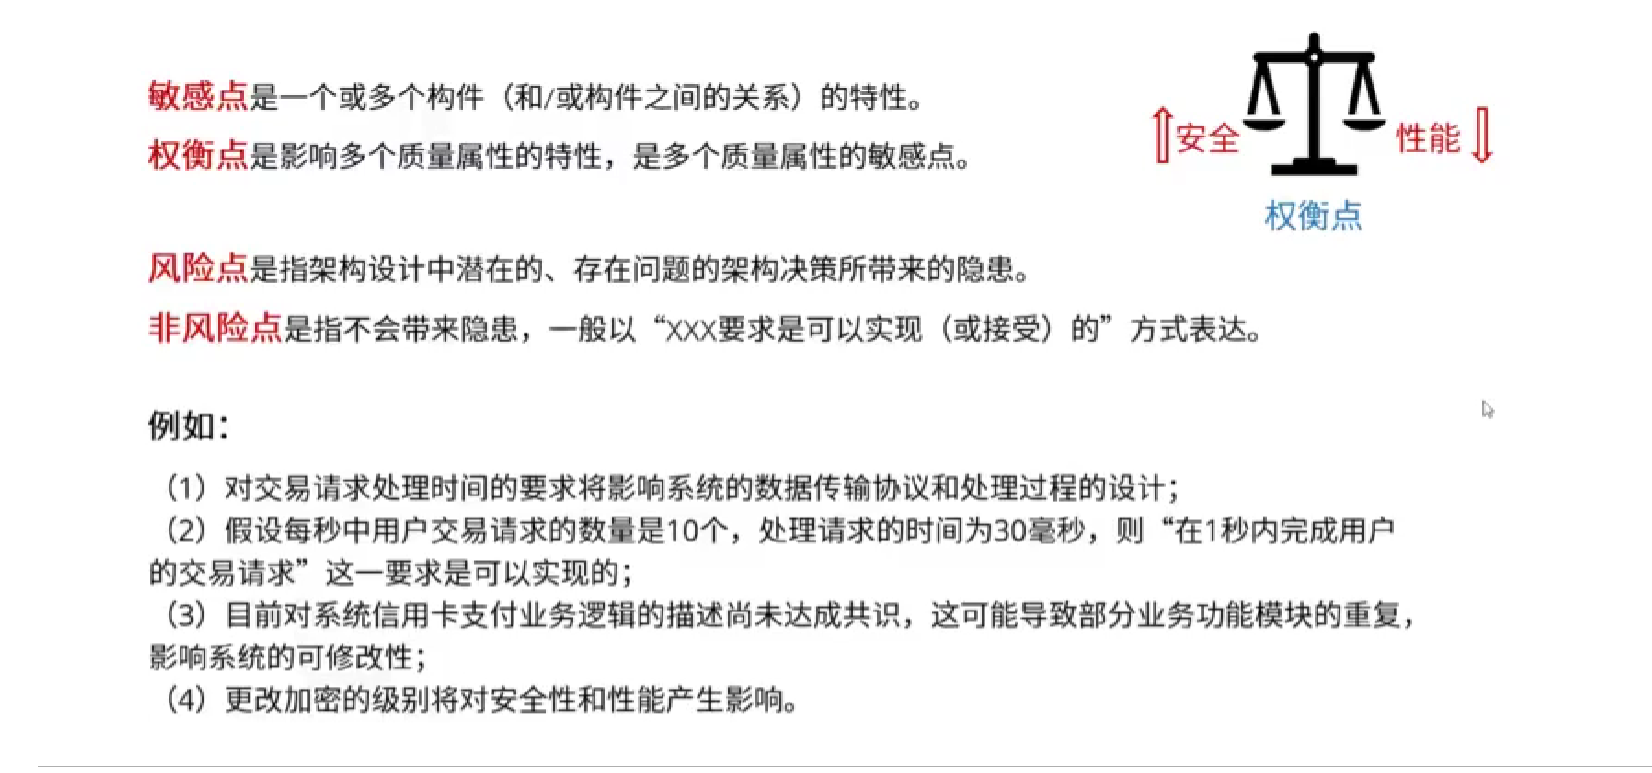 敏感点是一个或多个构件（和/或构件之间的关系）的特性。
权衡点是影响多个质量属性的特性，是多个质量属性的敏感点。
安全
性能
权衡点
风险点是指架构设计中潜在的、存在问题的架构决策所带来的隐患。
非风险点是指不会带来隐患，一般以“XXX要求是可以实现（或接受）的”方式表达。
例如：
（1）对交易请求处理时间的要求将影响系统的数据传输协议和处理过程的设计；
（2）假设每秒中用户交易请求的数量是10个，处理请求的时间为30毫秒，则“在1秒内完成用户
的交易请求”这一要求是可以实现的；
（3）目前对系统信用卡支付业务逻辑的描述尚未达成共识，这可能导致部分业务功能模块的重复，
影响系统的可修改性；
（4）更改加密的级别将对安全性和性能产生影响。